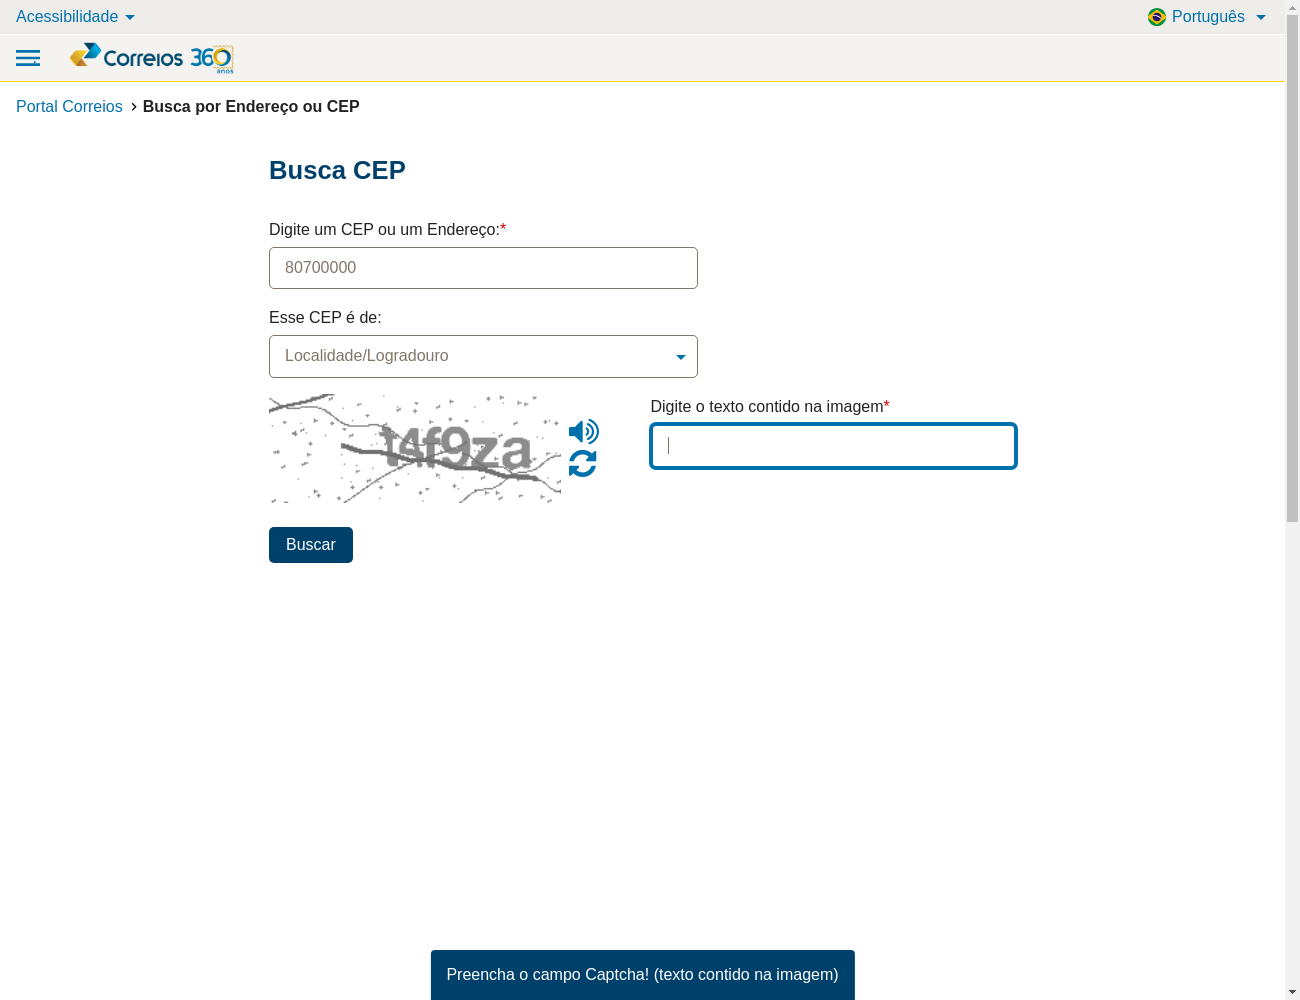 Acessibilidade
Português
Correios 360 anos
Portal Correios > Busca por Endereço ou CEP
Busca CEP
Digite um CEP ou um Endereço:*
80700000
Esse CEP é de:
Localidade/Logradouro
Digite o texto contido na imagem*
14f9za
Buscar
Preencha o campo Captcha! (texto contido na imagem)